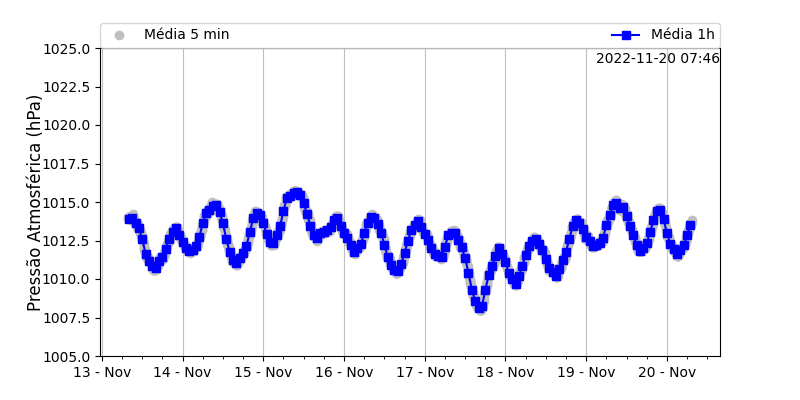 Média 5 min
Média 1h
2022-11-20 07:46
Pressão Atmosférica (hPa)
1025.0
1022.5
1020.0
1017.5
1015.0
1012.5
1010.0
1007.5
1005.0
13 - Nov
14 - Nov
15 - Nov
16 - Nov
17 - Nov
18 - Nov
19 - Nov
20 - Nov